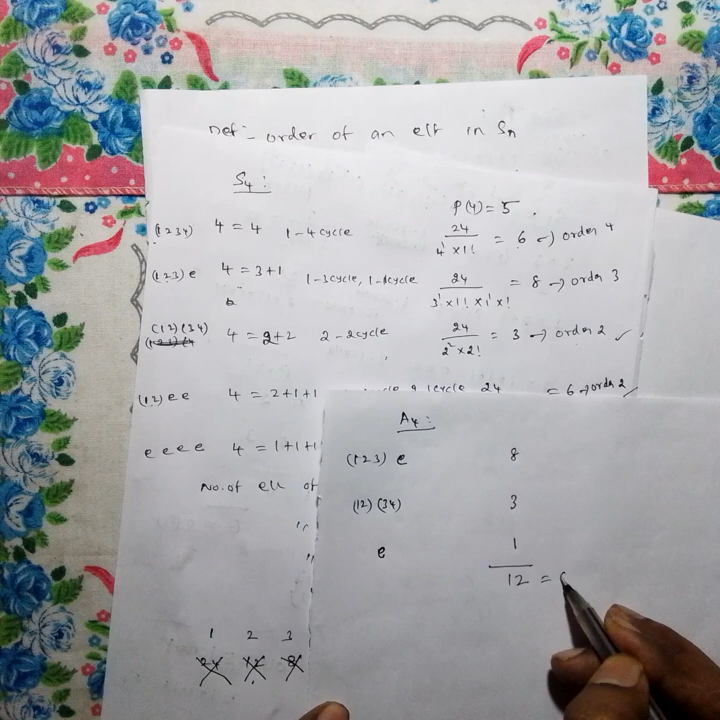 Def:- order of an elt in Sn
S4 :
P(4) = 5 .
(1234) 4 = 4 1-4 cycle 24/4¹×1! = 6 → order 4
(123) e 4 = 3+1 1-3cycle, 1-1cycle 24/3¹×1!×1¹×1! = 8 → order 3
(12)(34) 4 = 2+2 2-2cycle 24/2²×2! = 3 → order 2 ✓
(12) e e 4 = 2+1+1 24 = 6 → order 2 ✓
e e e e 4 = 1+1+1
No. of elt of
"
"
1 2 3
A4 :
(123) e 8
(12)(34) 3
e 1
12 =